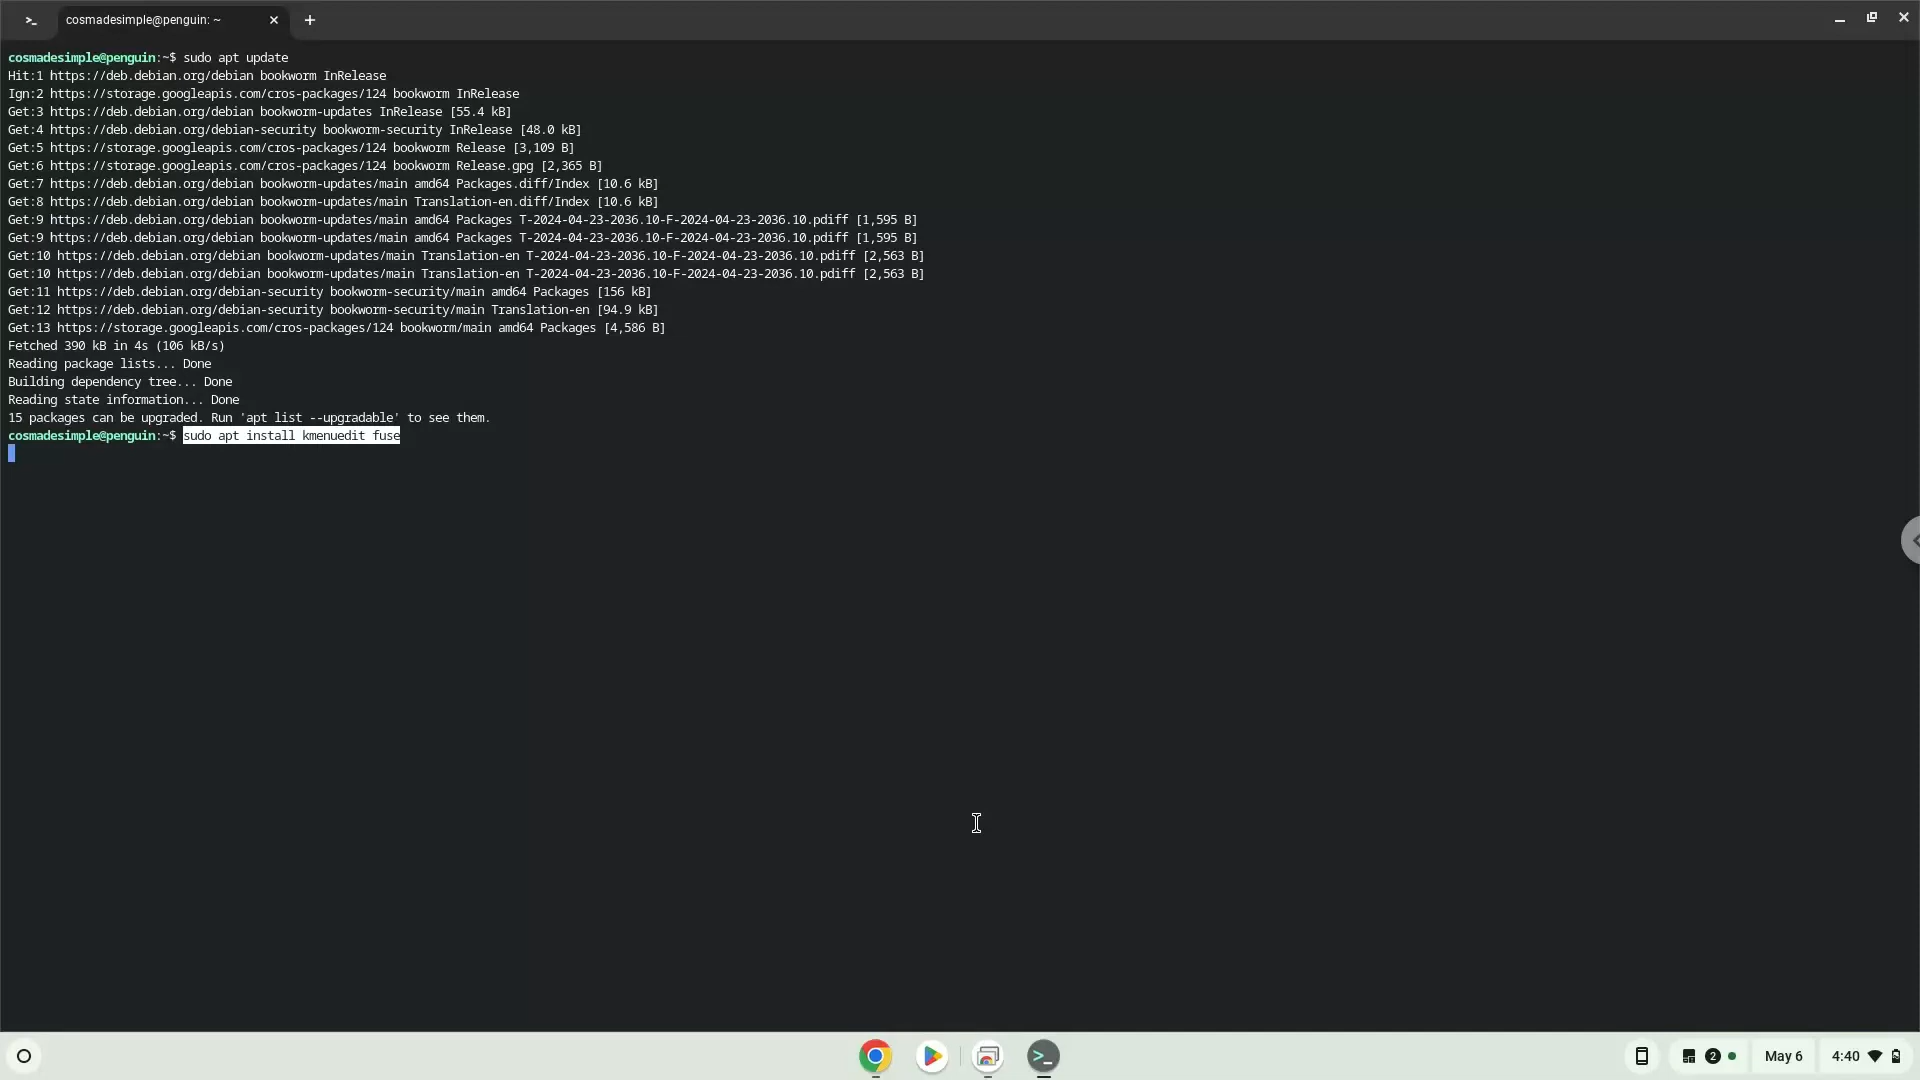 >_ cosmadesimple@penguin: ~
cosmadesimple@penguin:~$ sudo apt update
Hit:1 https://deb.debian.org/debian bookworm InRelease
Ign:2 https://storage.googleapis.com/cros-packages/124 bookworm InRelease
Get:3 https://deb.debian.org/debian bookworm-updates InRelease [55.4 kB]
Get:4 https://deb.debian.org/debian-security bookworm-security InRelease [48.0 kB]
Get:5 https://storage.googleapis.com/cros-packages/124 bookworm Release [3,109 B]
Get:6 https://storage.googleapis.com/cros-packages/124 bookworm Release.gpg [2,365 B]
Get:7 https://deb.debian.org/debian bookworm-updates/main amd64 Packages.diff/Index [10.6 kB]
Get:8 https://deb.debian.org/debian bookworm-updates/main Translation-en.diff/Index [10.6 kB]
Get:9 https://deb.debian.org/debian bookworm-updates/main amd64 Packages T-2024-04-23-2036.10-F-2024-04-23-2036.10.pdiff [1,595 B]
Get:9 https://deb.debian.org/debian bookworm-updates/main amd64 Packages T-2024-04-23-2036.10-F-2024-04-23-2036.10.pdiff [1,595 B]
Get:10 https://deb.debian.org/debian bookworm-updates/main Translation-en T-2024-04-23-2036.10-F-2024-04-23-2036.10.pdiff [2,563 B]
Get:10 https://deb.debian.org/debian bookworm-updates/main Translation-en T-2024-04-23-2036.10-F-2024-04-23-2036.10.pdiff [2,563 B]
Get:11 https://deb.debian.org/debian-security bookworm-security/main amd64 Packages [156 kB]
Get:12 https://deb.debian.org/debian-security bookworm-security/main Translation-en [94.9 kB]
Get:13 https://storage.googleapis.com/cros-packages/124 bookworm/main amd64 Packages [4,586 B]
Fetched 390 kB in 4s (106 kB/s)
Reading package lists... Done
Building dependency tree... Done
Reading state information... Done
15 packages can be upgraded. Run 'apt list --upgradable' to see them.
cosmadesimple@penguin:~$ sudo apt install kmenuedit fuse
2 May 6 4:40